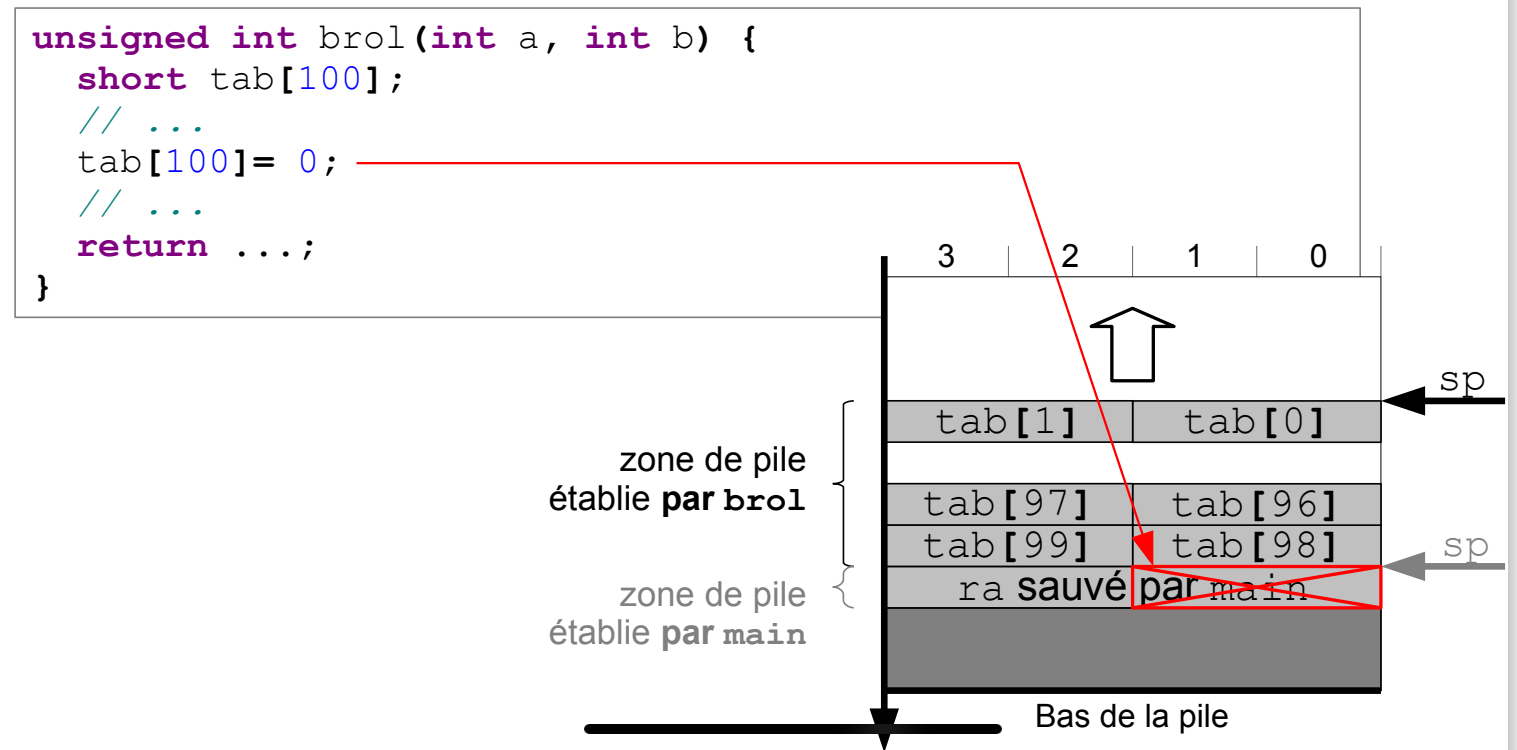 unsigned int brol(int a, int b) {
short tab[100];
// ...
tab[100]= 0;
// ...
return ...;
}
3 2 1 0
sp
tab[1] tab[0]
zone de pile
établie par brol
tab[97] tab[96]
tab[99] tab[98]
sp
ra sauvé par main
zone de pile
établie par main
Bas de la pile